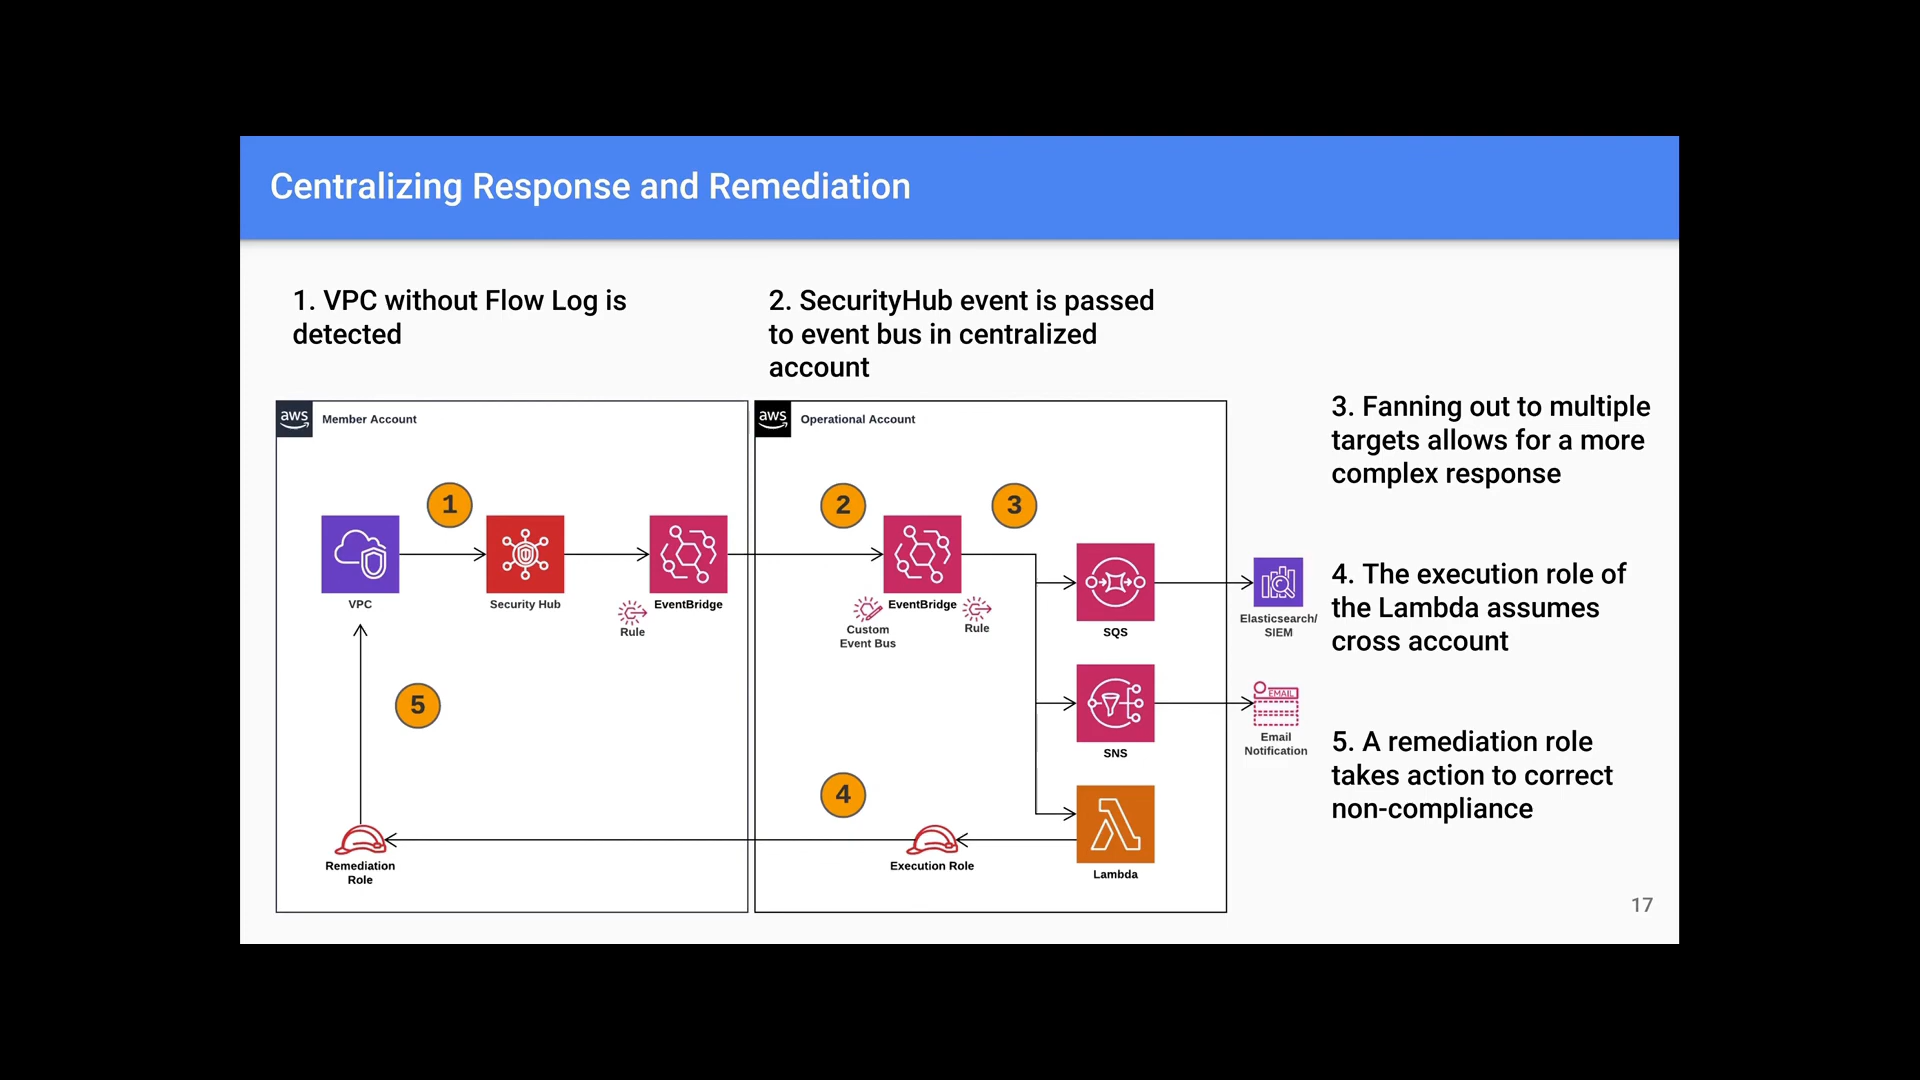 Centralizing Response and Remediation
1. VPC without Flow Log is
detected
2. SecurityHub event is passed
to event bus in centralized
account
3. Fanning out to multiple
targets allows for a more
complex response
4. The execution role of
the Lambda assumes
cross account
5. A remediation role
takes action to correct
non-compliance
aws
Member Account
1
VPC
Security Hub
EventBridge
Rule
5
Remediation
Role
aws
Operational Account
2
3
EventBridge
Custom
Event Bus
Rule
SQS
SNS
4
Execution Role
Lambda
Elasticsearch/
SIEM
EMAIL
Email
Notification
17